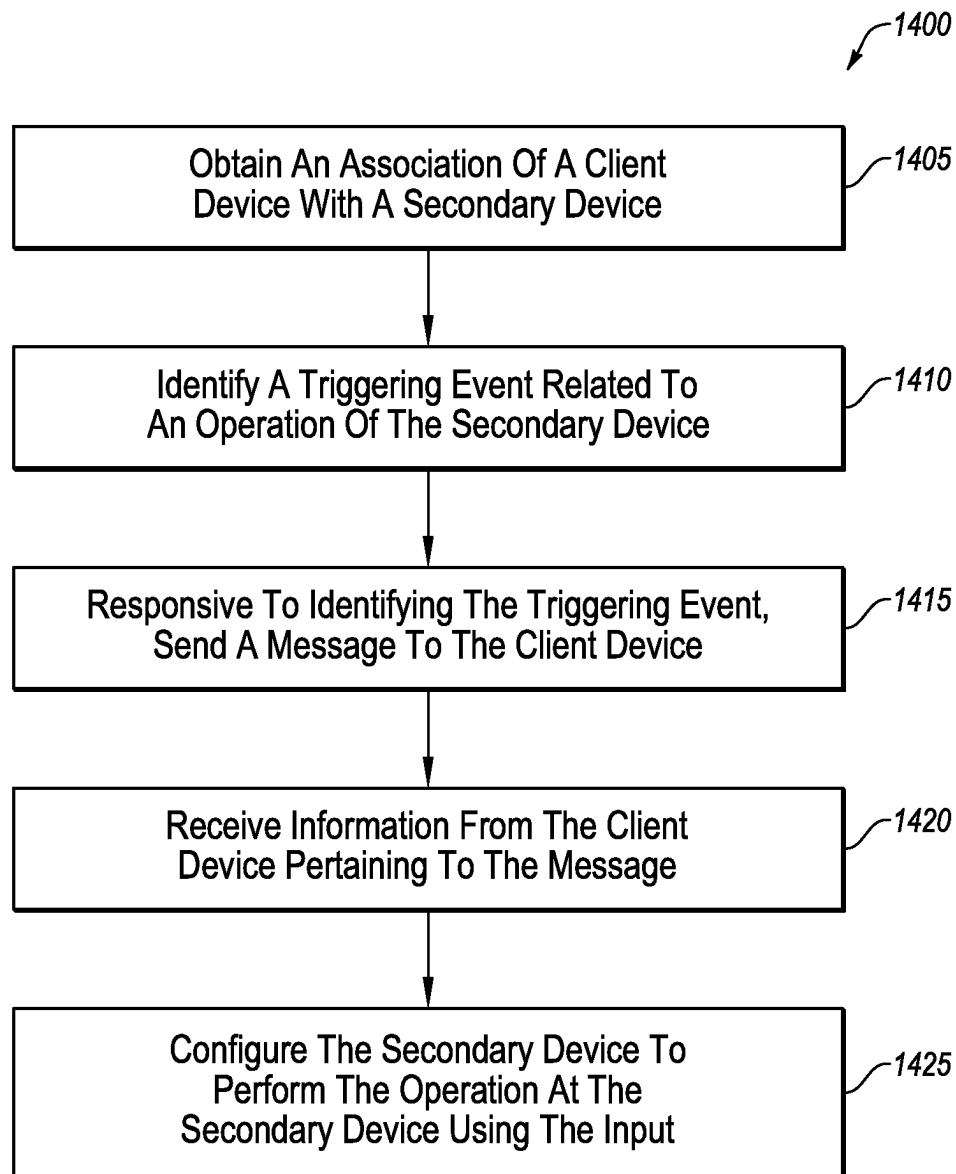 1400
Obtain An Association Of A Client
Device With A Secondary Device
1405
Identify A Triggering Event Related To
An Operation Of The Secondary Device
1410
Responsive To Identifying The Triggering Event,
Send A Message To The Client Device
1415
Receive Information From The Client
Device Pertaining To The Message
1420
Configure The Secondary Device To
Perform The Operation At The
Secondary Device Using The Input
1425